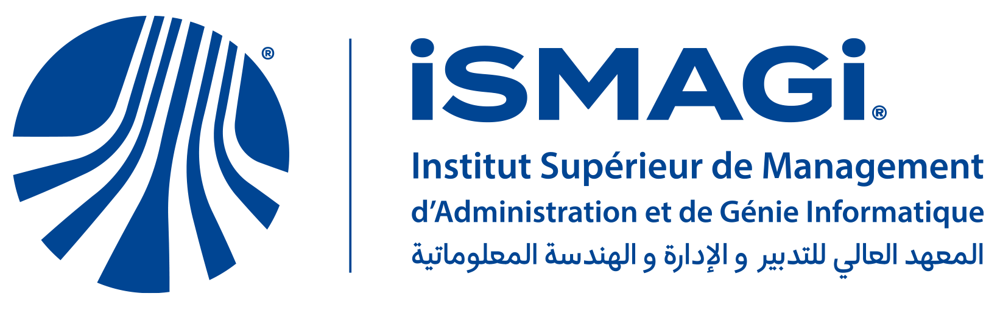 ®
iSMAGi®
Institut Supérieur de Management
d’Administration et de Génie Informatique
المعهد العالي للتدبير و الإدارة و الهندسة المعلوماتية